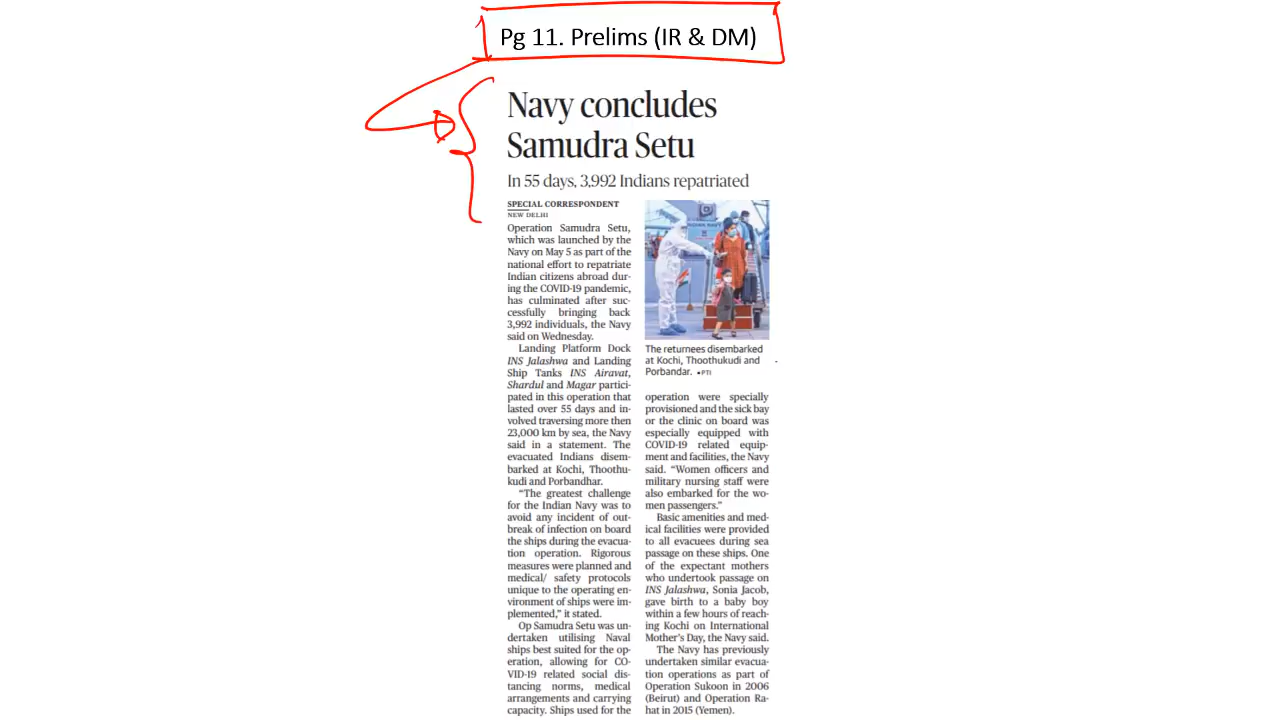 Pg 11. Prelims (IR & DM)
Navy concludes
Samudra Setu
In 55 days, 3,992 Indians repatriated
SPECIAL CORRESPONDENT
NEW DELHI
Operation Samudra Setu,
which was launched by the
Navy on May 5 as part of the
national effort to repatriate
Indian citizens abroad dur-
ing the COVID-19 pandemic,
has culminated after suc-
cessfully bringing back
3,992 individuals, the Navy
said on Wednesday.
Landing Platform Dock
INS Jalashwa and Landing
Ship Tanks INS Airavat,
Shardul and Magar partici-
pated in this operation that
lasted over 55 days and in-
volved traversing more then
23,000 km by sea, the Navy
said in a statement. The
evacuated Indians disem-
barked at Kochi, Thoothu-
kudi and Porbandhar.
“The greatest challenge
for the Indian Navy was to
avoid any incident of out-
break of infection on board
the ships during the evacua-
tion operation. Rigorous
measures were planned and
medical/ safety protocols
unique to the operating en-
vironment of ships were im-
plemented,” it stated.
Op Samudra Setu was un-
dertaken utilising Naval
ships best suited for the op-
eration, allowing for CO-
VID-19 related social dis-
tancing norms, medical
arrangements and carrying
capacity. Ships used for the
INDIAN NAVY
The returnees disembarked
at Kochi, Thoothukudi and
Porbandar. ■PTI
operation were specially
provisioned and the sick bay
or the clinic on board was
especially equipped with
COVID-19 related equip-
ment and facilities, the Navy
said. “Women officers and
military nursing staff were
also embarked for the wo-
men passengers.”
Basic amenities and med-
ical facilities were provided
to all evacuees during sea
passage on these ships. One
of the expectant mothers
who undertook passage on
INS Jalashwa, Sonia Jacob,
gave birth to a baby boy
within a few hours of reach-
ing Kochi on International
Mother’s Day, the Navy said.
The Navy has previously
undertaken similar evacua-
tion operations as part of
Operation Sukoon in 2006
(Beirut) and Operation Ra-
hat in 2015 (Yemen).